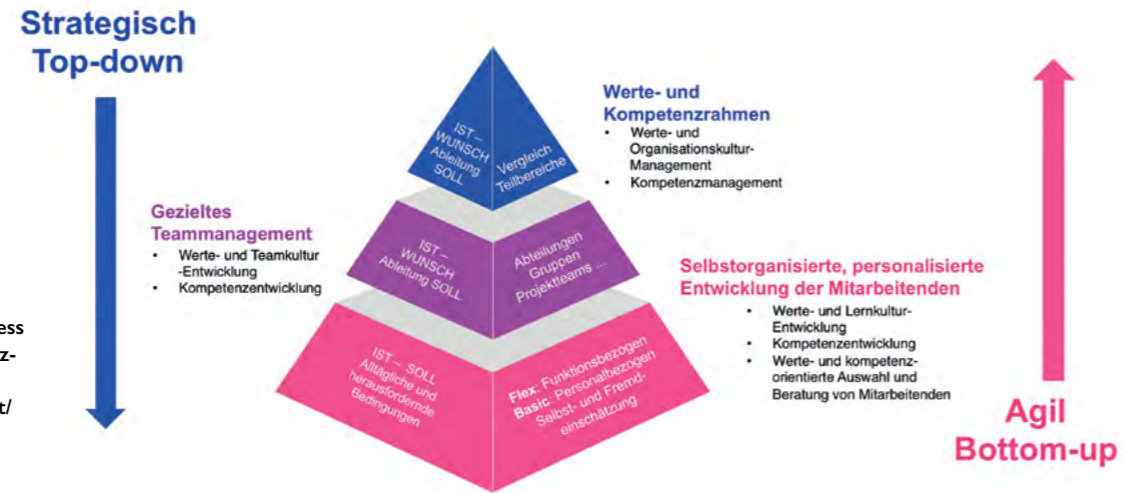 Strategisch
Top-down
IST –
WUNSCH
Ableitung
SOLL
Vergleich
Teilbereiche
Werte- und
Kompetenzrahmen
• Werte- und
Organisationskultur-
Management
• Kompetenzmanagement
Gezieltes
Teammanagement
• Werte- und Teamkultur
-Entwicklung
• Kompetenzentwicklung
IST –
WUNSCH
Ableitung SOLL
Abteilungen
Gruppen
Projektteams ...
Selbstorganisierte, personalisierte
Entwicklung der Mitarbeitenden
• Werte- und Lernkultur-
Entwicklung
• Kompetenzentwicklung
• Werte- und kompetenz-
orientierte Auswahl und
Beratung von Mitarbeitenden
ess
z-
t/
IST – SOLL
Alltägliche und
herausfordernde
Bedingungen
Flex: Funktionsbezogen
Basic: Personalbezogen
Selbst- und Fremd-
einschätzung
Agil
Bottom-up